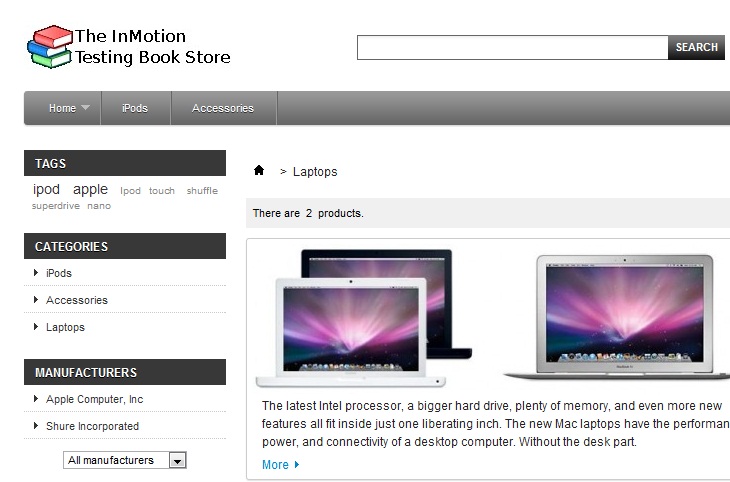 The InMotion
Testing Book Store
SEARCH
Home
iPods
Accessories
TAGS
ipod apple Ipod touch shuffle
superdrive nano
CATEGORIES
iPods
Accessories
Laptops
MANUFACTURERS
Apple Computer, Inc
Shure Incorporated
All manufacturers
> Laptops
There are 2 products.
The latest Intel processor, a bigger hard drive, plenty of memory, and even more new
features all fit inside just one liberating inch. The new Mac laptops have the performan
power, and connectivity of a desktop computer. Without the desk part.
More